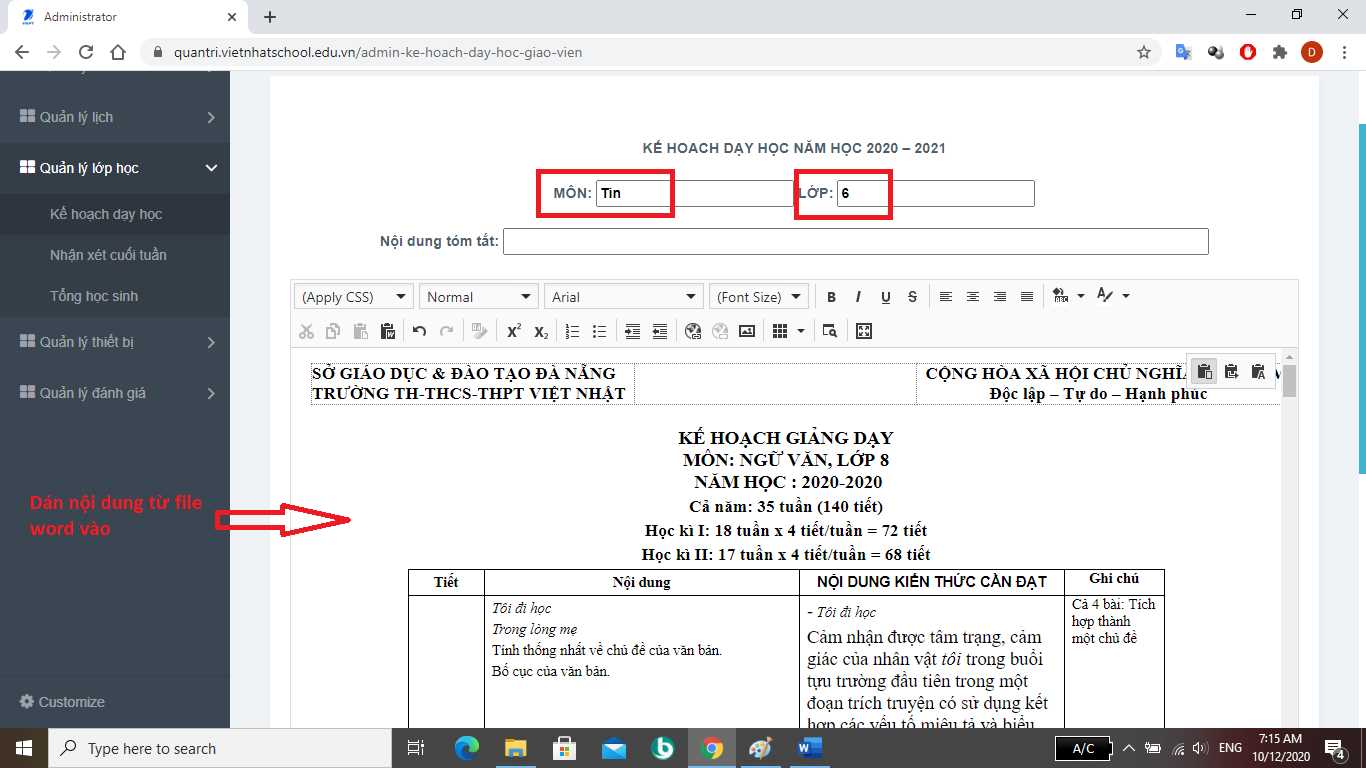 Administrator
quantri.vietnhatschool.edu.vn/admin-ke-hoach-day-hoc-giao-vien
D
Quản lý lịch
Quản lý lớp học
Kế hoach day học
Nhận xét cuối tuần
Tổng học sinh
Quản lý thiết bị
Quản lý đánh giá
Dán nội dung từ file
word vào
Customize
KẾ HOACH DẠY HỌC NĂM HỌC 2020 – 2021
MÔN: Tin LỚP: 6
Nội dung tóm tắt:
(Apply CSS) Normal Arial (Font Size) B I U S
SỞ GIÁO DỤC & ĐÀO TẠO ĐÀ NẴNG
TRƯỜNG TH-THCS-THPT VIỆT NHẬT
CỘNG HÒA XÃ HỘI CHỦ NGHĨA
Độc lập – Tự do – Hạnh phúc
KẾ HOẠCH GIẢNG DẠY
MÔN: NGỮ VĂN, LỚP 8
NĂM HỌC : 2020-2020
Cả năm: 35 tuần (140 tiết)
Học kì I: 18 tuần x 4 tiết/tuần = 72 tiết
Học kì II: 17 tuần x 4 tiết/tuần = 68 tiết
Tiết Nội dung NỘI DUNG KIẾN THỨC CẦN ĐẠT Ghi chú
Tôi đi học
Trong lòng mẹ
Tính thống nhất về chủ đề của văn bản.
Bố cục của văn bản.
- Tôi đi học
Cảm nhận được tâm trạng, cảm
giác của nhân vật tôi trong buổi
tựu trường đầu tiên trong một
đoạn trích truyện có sử dụng kết
hợp các yếu tố miêu tả và biểu
Cả 4 bài: Tích
hợp thành
một chủ đề
Type here to search
A/C
ENG
7:15 AM
10/12/2020
4